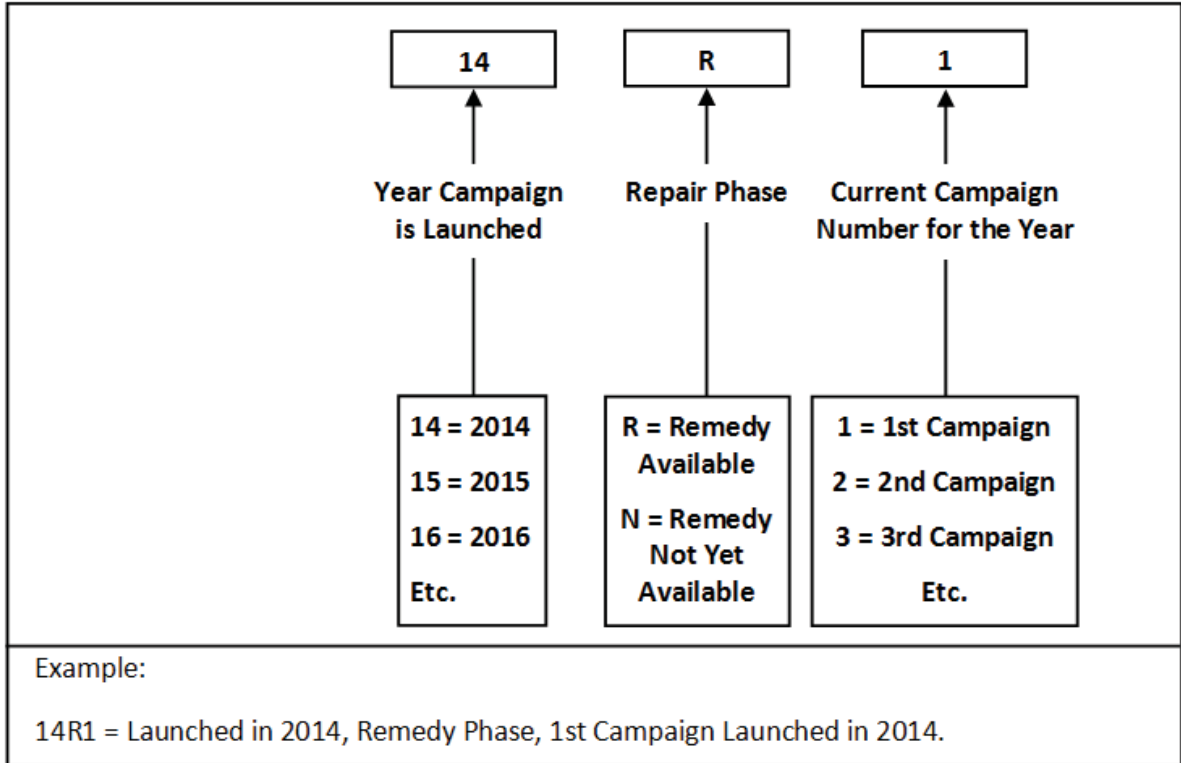 14
R
1
Year Campaign
is Launched
Repair Phase
Current Campaign
Number for the Year
14 = 2014
15 = 2015
16 = 2016
Etc.
R = Remedy
Available
N = Remedy
Not Yet
Available
1 = 1st Campaign
2 = 2nd Campaign
3 = 3rd Campaign
Etc.
Example:
14R1 = Launched in 2014, Remedy Phase, 1st Campaign Launched in 2014.